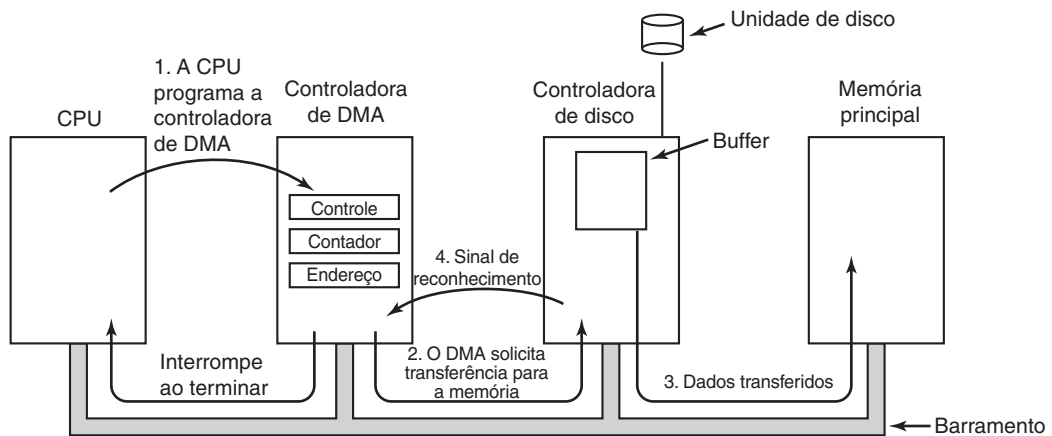 Unidade de disco
1. A CPU
programa a
controladora
de DMA
CPU
Controladora
de DMA
Controladora
de disco
Memória
principal
Buffer
Controle
Contador
Endereço
4. Sinal de
reconhecimento
Interrompe
ao terminar
2. O DMA solicita
transferência para
a memória
3. Dados transferidos
Barramento